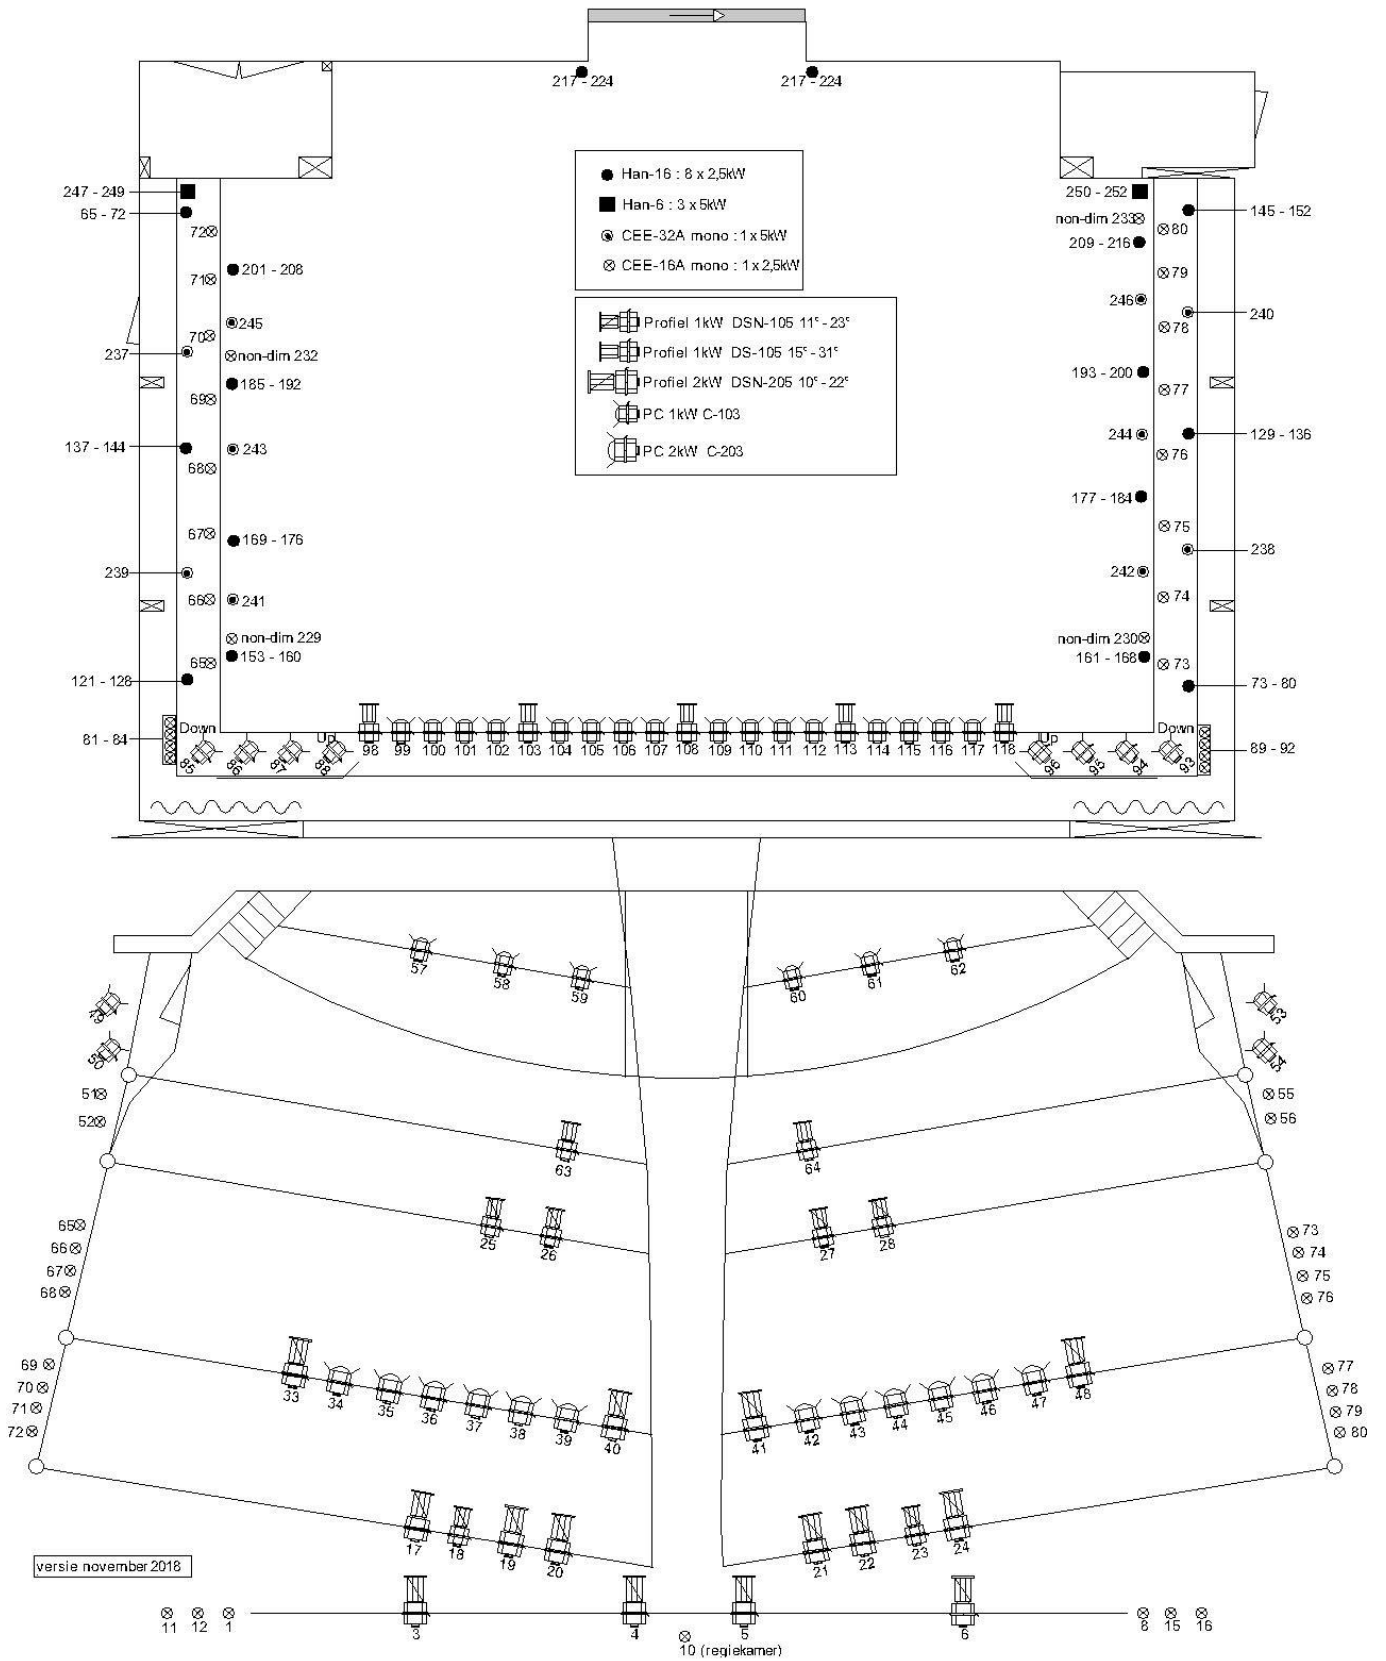 217 - 224 217 - 224
Han-16 : 8 x 2,5kW
Han-6 : 3 x 5kW
CEE-32A mono : 1 x 5kW
CEE-16A mono : 1 x 2,5kW
Profiel 1kW DSN-105 11° - 23°
Profiel 1kW DS-105 15° - 31°
Profiel 2kW DSN-205 10° - 22°
PC 1kW C-103
PC 2kW C-203
247 - 249
65 - 72
72
201 - 208
71
245
70
237
non-dim 232
185 - 192
69
137 - 144
243
68
67
169 - 176
239
66
241
non-dim 229
65
153 - 160
121 - 128
81 - 84
Down
Up
85 86 87 88
250 - 252
145 - 152
non-dim 233
80
209 - 216
79
246
240
78
193 - 200
77
244
129 - 136
76
177 - 184
75
238
242
74
non-dim 230
161 - 168
73
73 - 80
Down
Up
89 - 92
98 99 100 101 102 103 104 105 106 107 108 109 110 111 112 113 114 115 116 117 118
96 95 94 93
57 58 59 60 61 62
49
50
51
52
53
54
55
56
63 64
25 26 27 28
65
66
67
68
73
74
75
76
33 34 35 36 37 38 39 40 41 42 43 44 45 46 47 48
69
70
71
72
77
78
79
80
17 18 19 20 21 22 23 24
versie november 2018
11 12 1 3 4 5 6 8 15 16
10 (regiekamer)